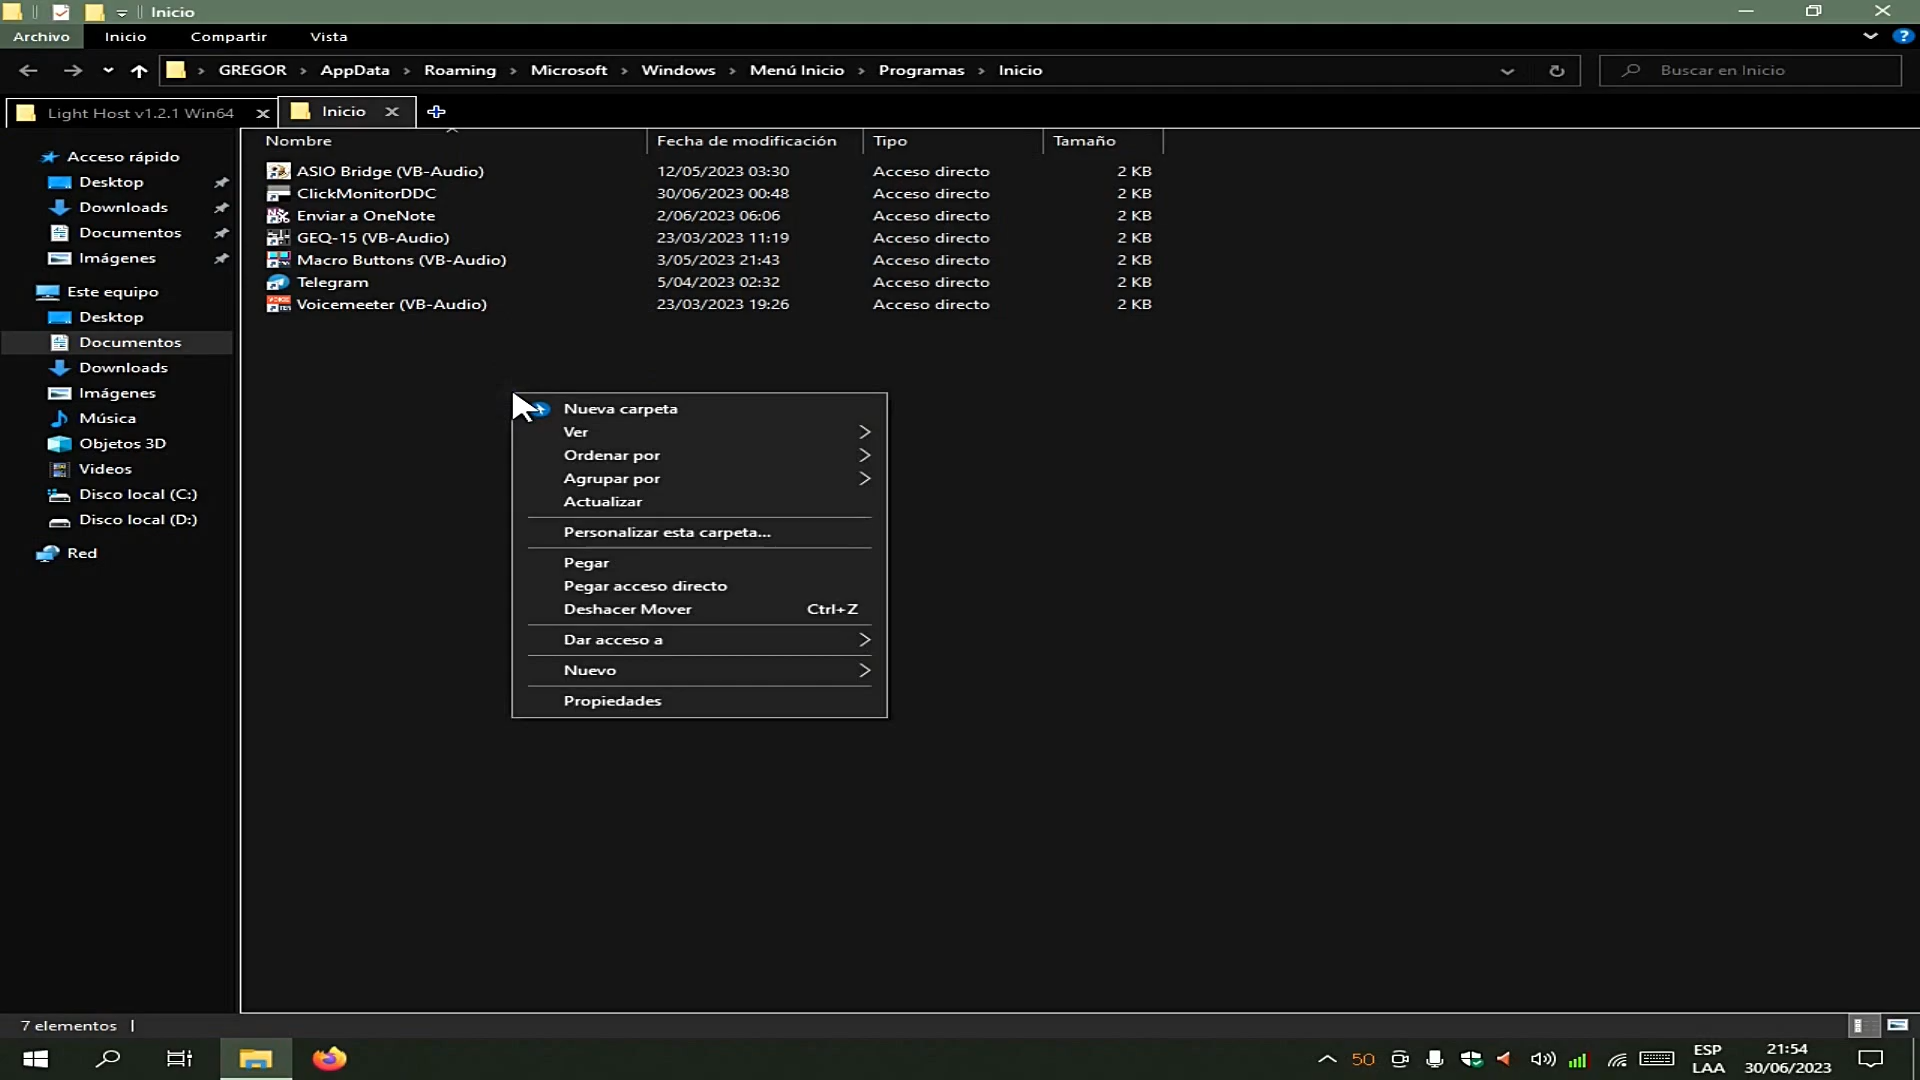 Inicio
Archivo Inicio Compartir Vista
GREGOR > AppData > Roaming > Microsoft > Windows > Menú Inicio > Programas > Inicio
Buscar en Inicio
Light Host v1.2.1 Win64
Inicio
Nombre Fecha de modificación Tipo Tamaño
ASIO Bridge (VB-Audio) 12/05/2023 03:30 Acceso directo 2 KB
ClickMonitorDDC 30/06/2023 00:48 Acceso directo 2 KB
Enviar a OneNote 2/06/2023 06:06 Acceso directo 2 KB
GEQ-15 (VB-Audio) 23/03/2023 11:19 Acceso directo 2 KB
Macro Buttons (VB-Audio) 3/05/2023 21:43 Acceso directo 2 KB
Telegram 5/04/2023 02:32 Acceso directo 2 KB
Voicemeeter (VB-Audio) 23/03/2023 19:26 Acceso directo 2 KB
Acceso rápido
Desktop
Downloads
Documentos
Imágenes
Este equipo
Desktop
Documentos
Downloads
Imágenes
Música
Objetos 3D
Videos
Disco local (C:)
Disco local (D:)
Red
Nueva carpeta
Ver
Ordenar por
Agrupar por
Actualizar
Personalizar esta carpeta...
Pegar
Pegar acceso directo
Deshacer Mover Ctrl+Z
Dar acceso a
Nuevo
Propiedades
7 elementos
50
ESP
LAA
21:54
30/06/2023